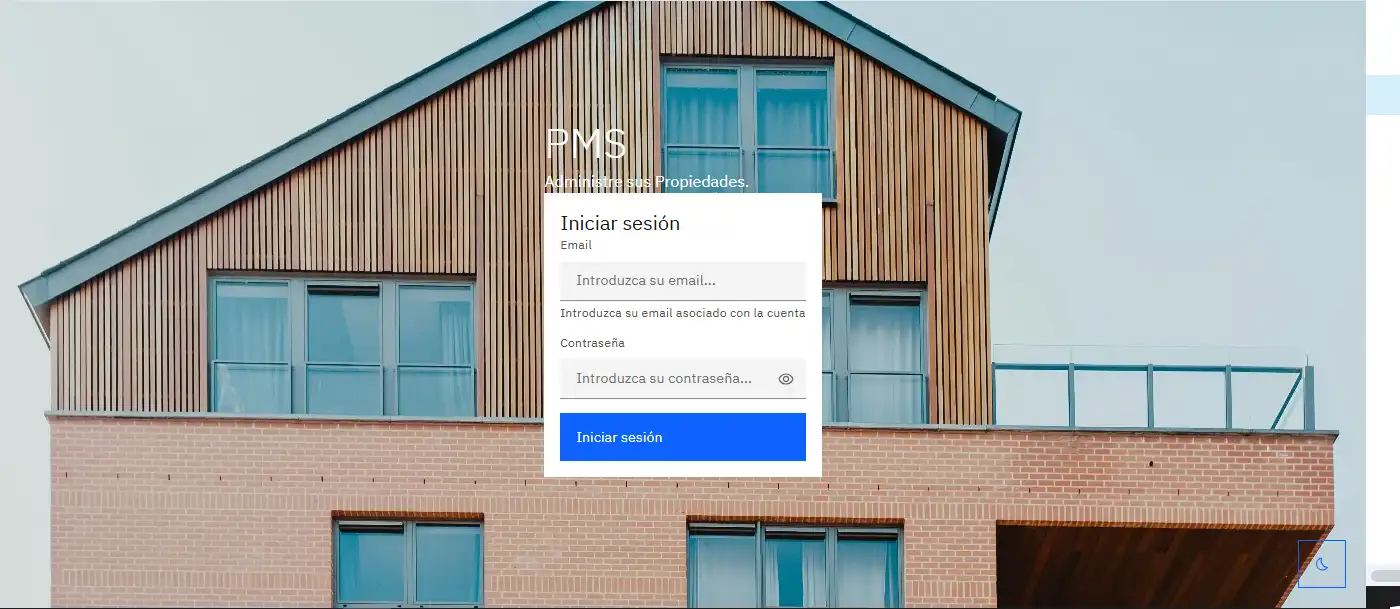 PMS
Administre sus Propiedades.
Iniciar sesión
Email
Introduzca su email...
Introduzca su email asociado con la cuenta
Contraseña
Introduzca su contraseña...
Iniciar sesión